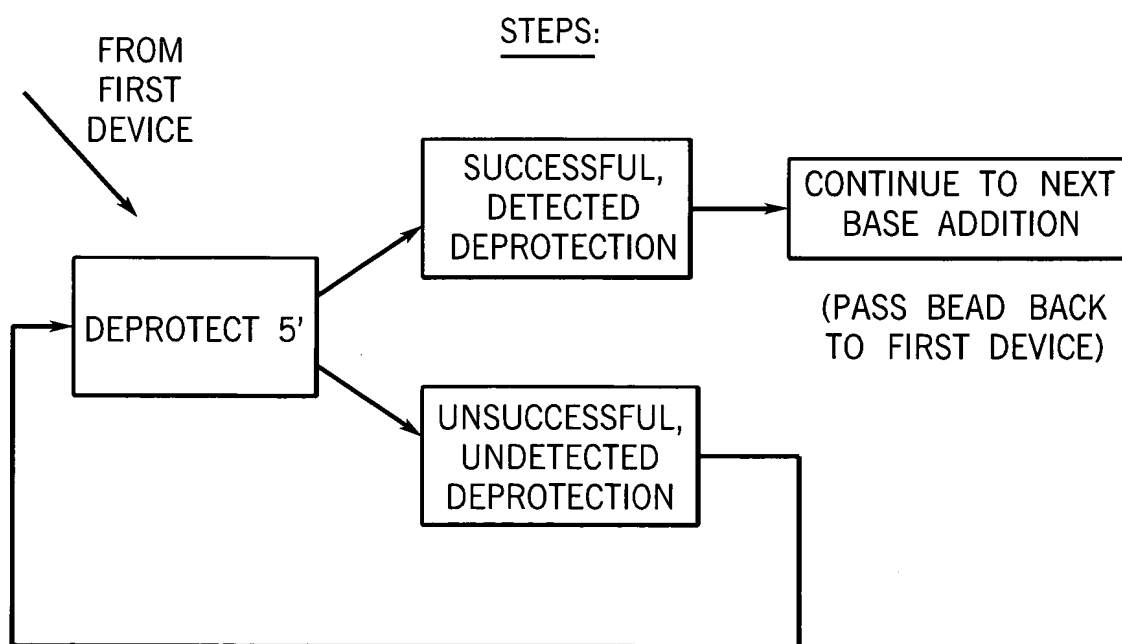 STEPS:
FROM
FIRST
DEVICE
SUCCESSFUL,
DETECTED
DEPROTECTION
CONTINUE TO NEXT
BASE ADDITION
(PASS BEAD BACK
TO FIRST DEVICE)
DEPROTECT 5'
UNSUCCESSFUL,
UNDETECTED
DEPROTECTION